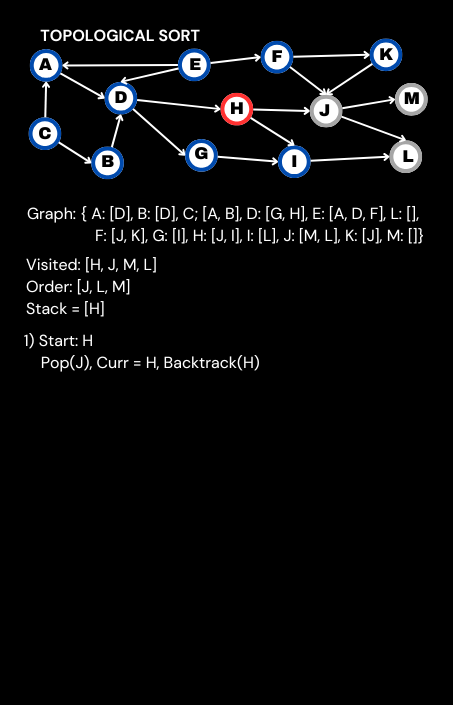 TOPOLOGICAL SORT
A
E
F
K
D
H
J
M
C
B
G
I
L
Graph: { A: [D], B: [D], C; [A, B], D: [G, H], E: [A, D, F], L: [],
F: [J, K], G: [I], H: [J, I], I: [L], J: [M, L], K: [J], M: []}
Visited: [H, J, M, L]
Order: [J, L, M]
Stack = [H]
1) Start: H
Pop(J), Curr = H, Backtrack(H)